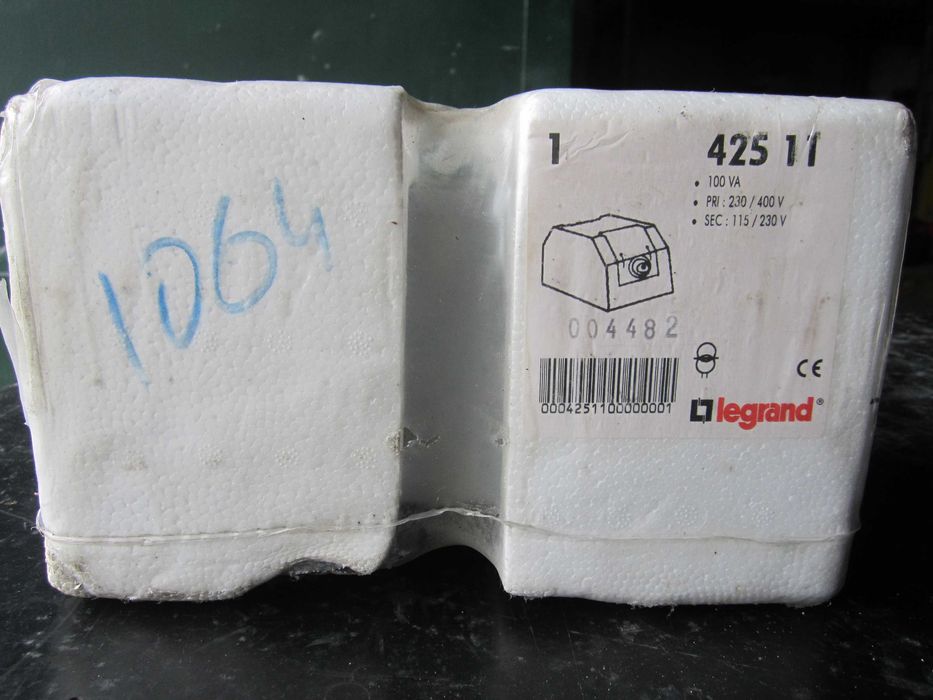 1064
1 425 11
• 100 VA
• PRI : 230 / 400 V
• SEC : 115 / 230 V
004482
0004251100000001
CE
legrand®